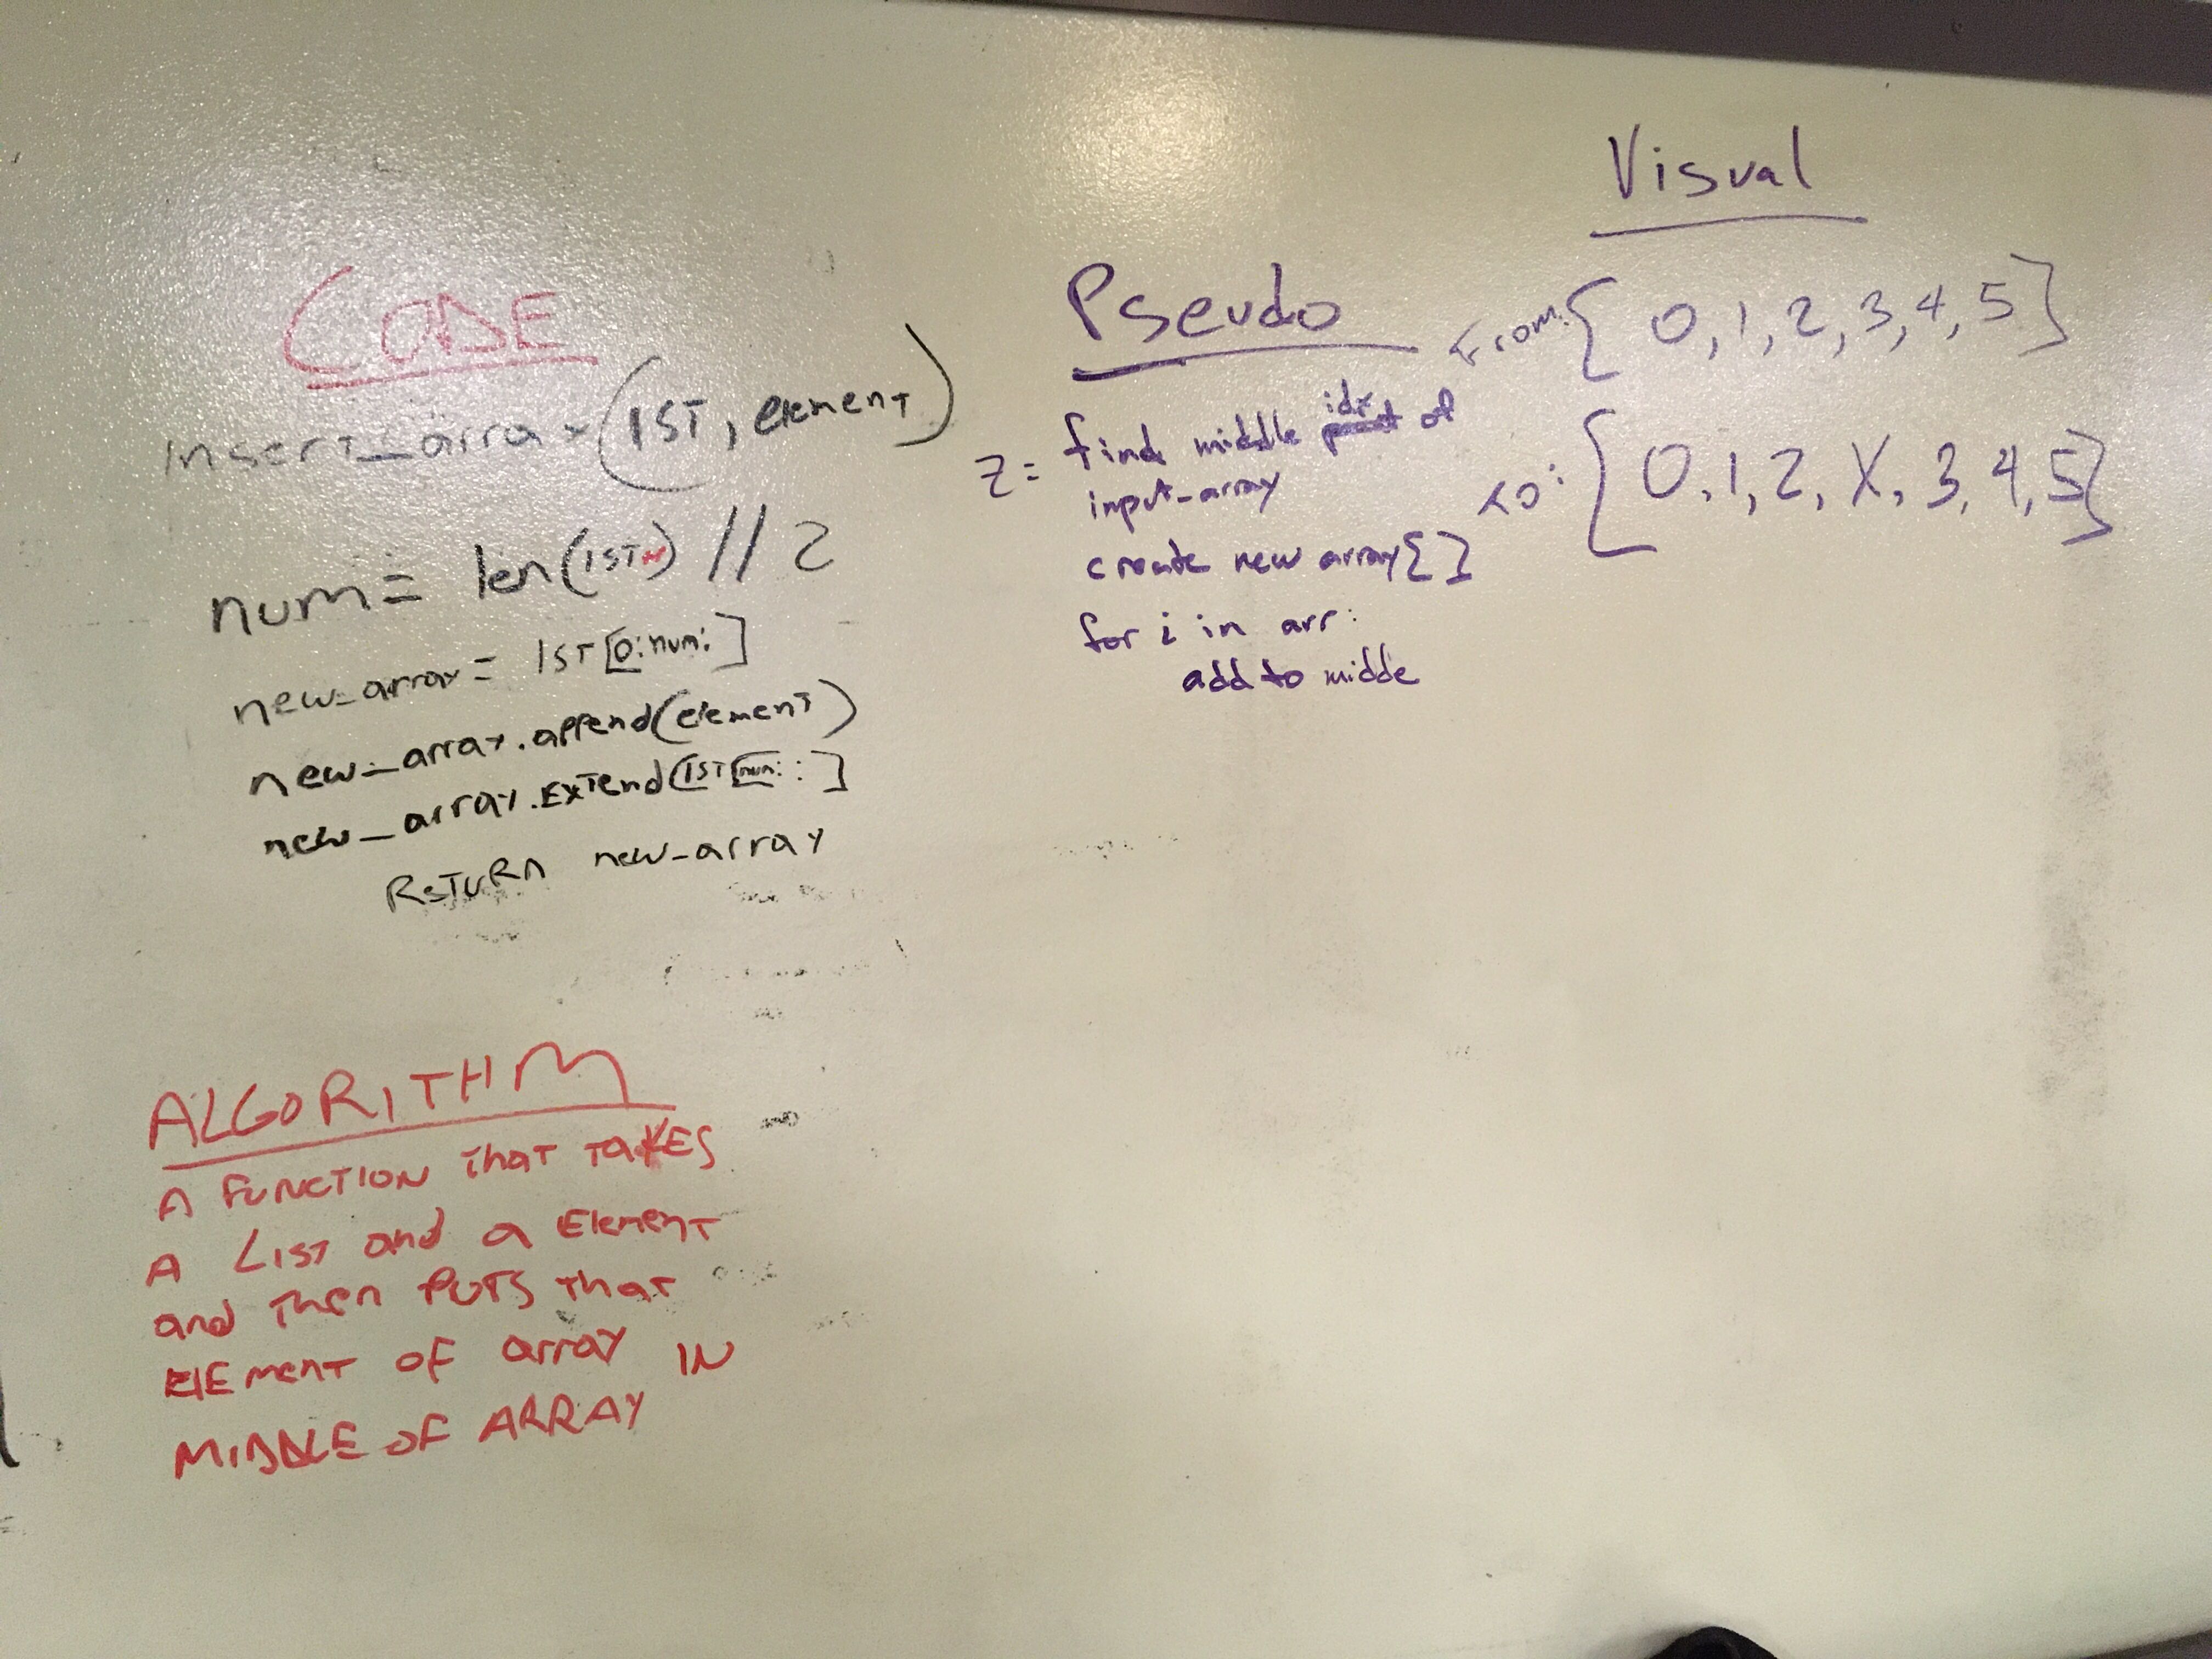 CODE
Insert_array(lST, element)
num = len(lST) // 2
new_array = lST[0:num:]
new_array.append(element)
new_array.EXTend(lST[num::]
ReTURn new_array
ALGORITHM
A FUNCTION that TAKES
A LIST and a Element
and Then PUTS That
ElEment OF array IN
MIDDLE OF ARRAY
Pseudo
z = find middle idx of
input_array
create new array[]
for i in arr:
add to midde
Visual
From: { 0, 1, 2, 3, 4, 5 }
to: { 0, 1, 2, X, 3, 4, 5 }